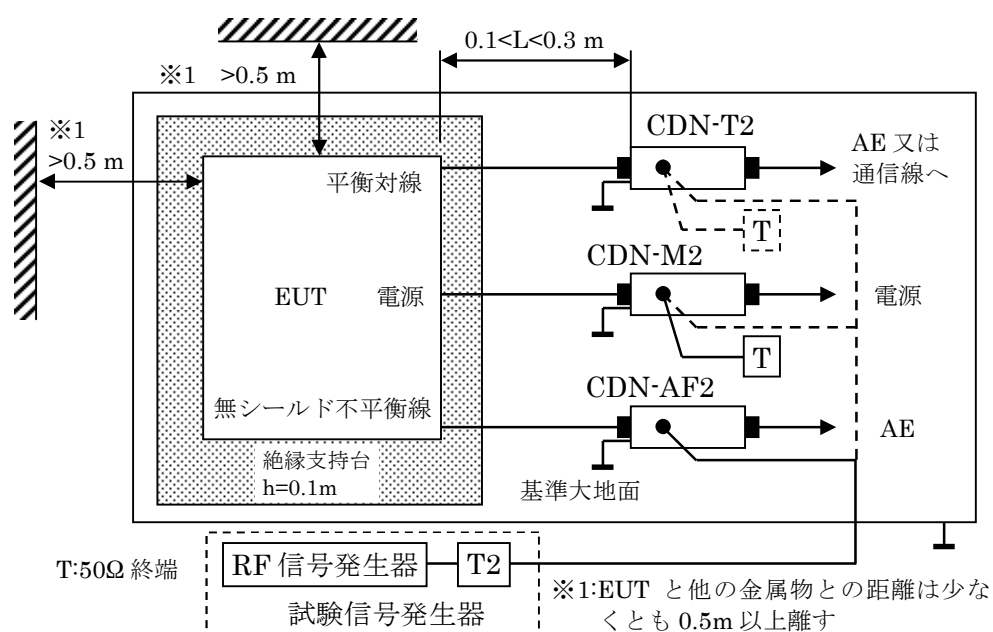 0.1<L<0.3 m
※1 >0.5 m
※1
>0.5 m
CDN-T2
AE 又は
通信線へ
平衡対線
T
CDN-M2
EUT
電源
電源
T
CDN-AF2
無シールド不平衡線
AE
絶縁支持台
h=0.1m
基準大地面
T:50Ω 終端
RF 信号発生器
T2
試験信号発生器
※1:EUT と他の金属物との距離は少な
くとも 0.5m 以上離す